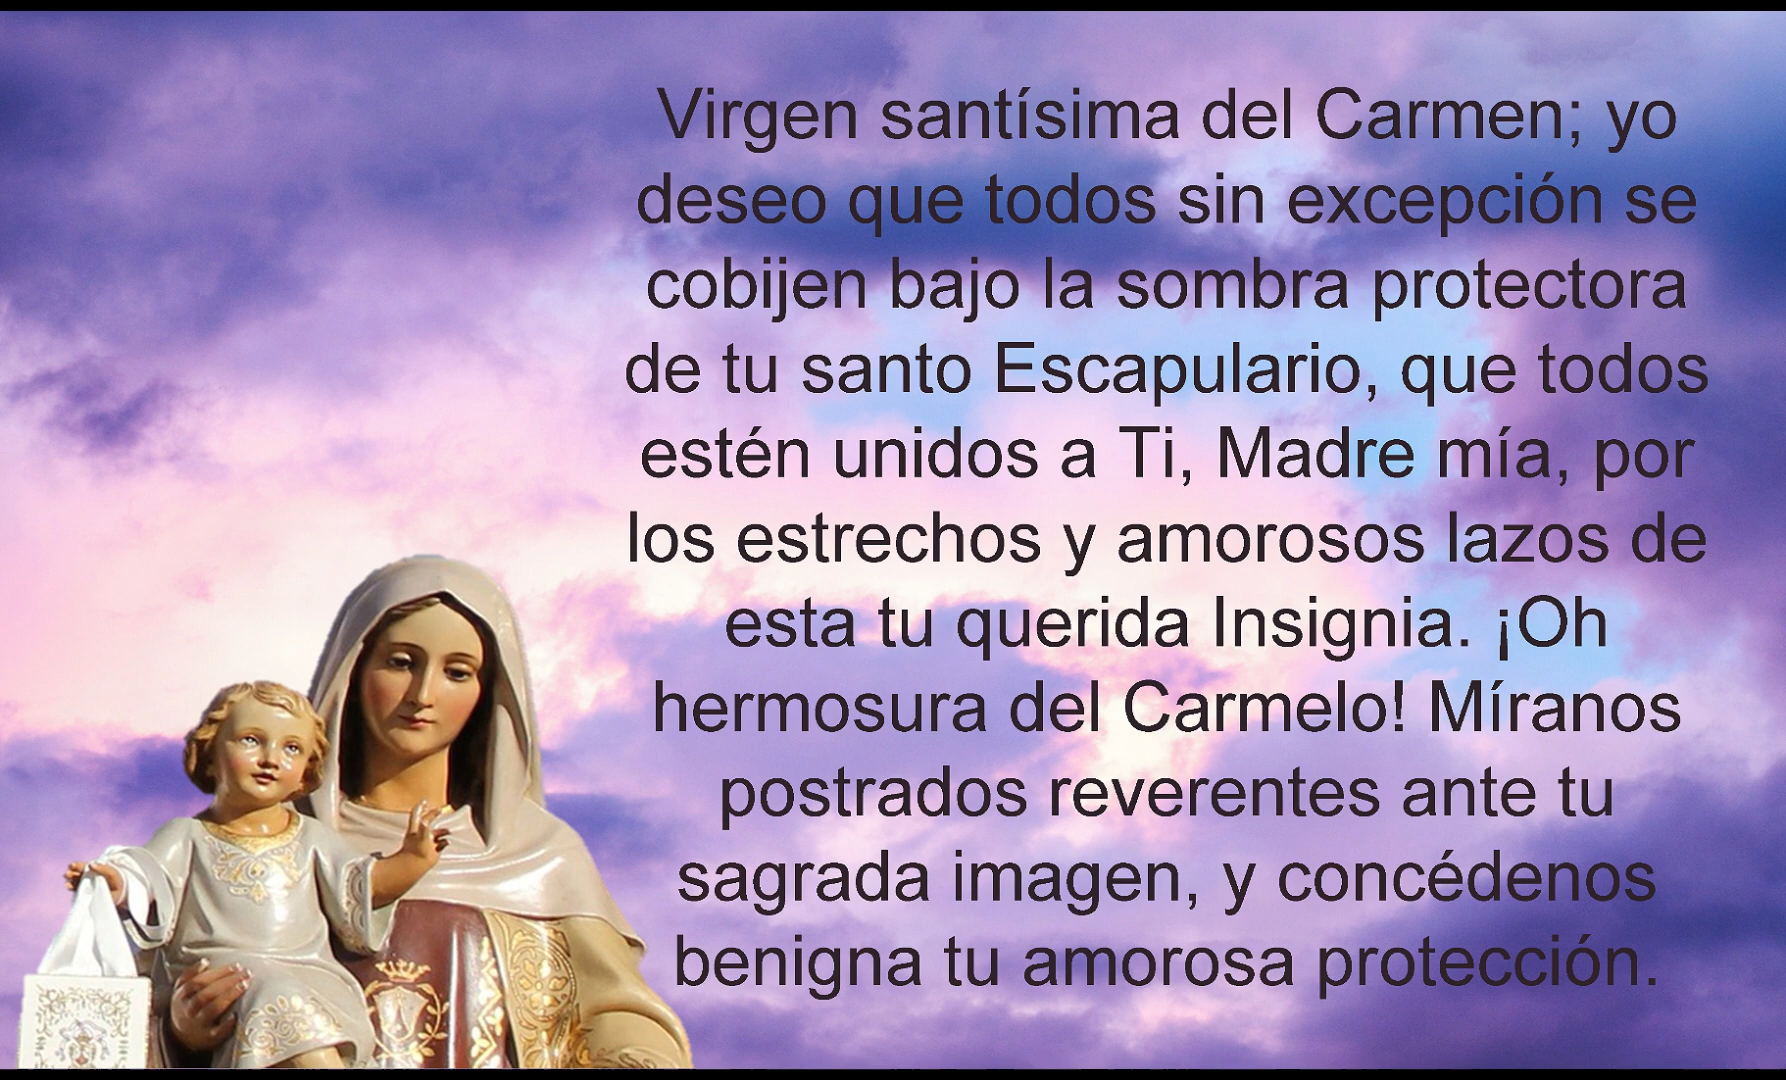 Virgen santísima del Carmen; yo
deseo que todos sin excepción se
cobijen bajo la sombra protectora
de tu santo Escapulario, que todos
estén unidos a Ti, Madre mía, por
los estrechos y amorosos lazos de
esta tu querida Insignia. ¡Oh
hermosura del Carmelo! Míranos
postrados reverentes ante tu
sagrada imagen, y concédenos
benigna tu amorosa protección.